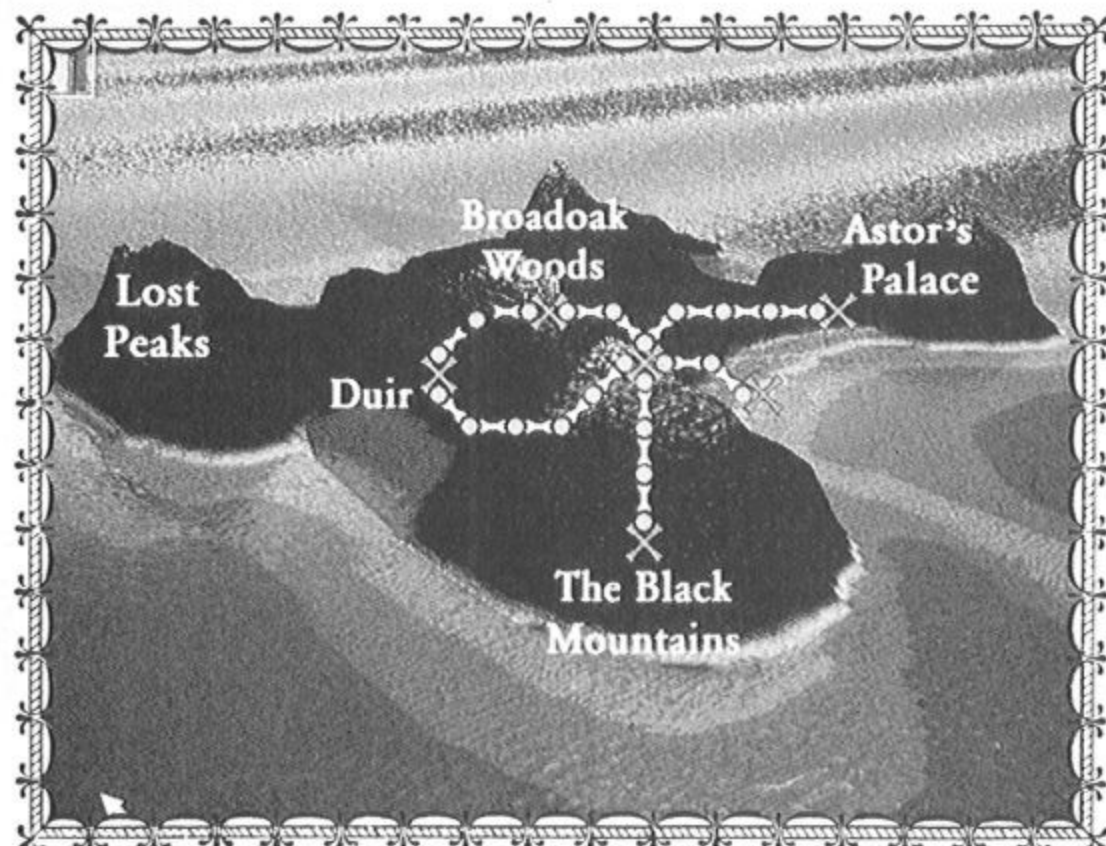 Broadoak
Woods
Astor's
Palace
Lost
Peaks
Duir
The Black
Mountains